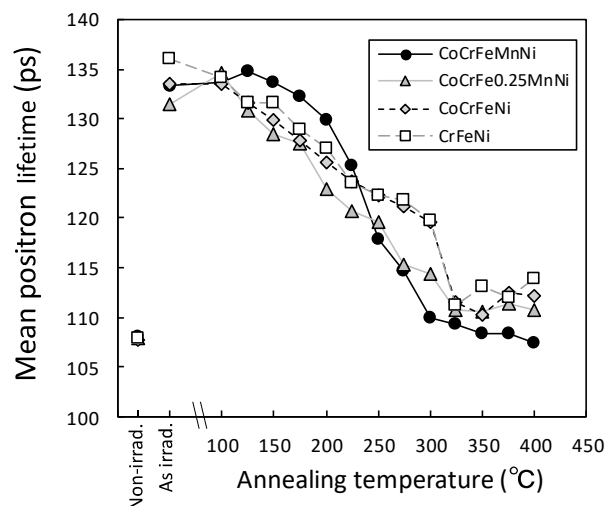 140
135
130
125
120
115
110
105
100
Mean positron lifetime (ps)
CoCrFeMnNi
CoCrFe0.25MnNi
CoCrFeNi
CrFeNi
Non-irrad.
As irrad.
100
150
200
250
300
350
400
450
Annealing temperature (℃)